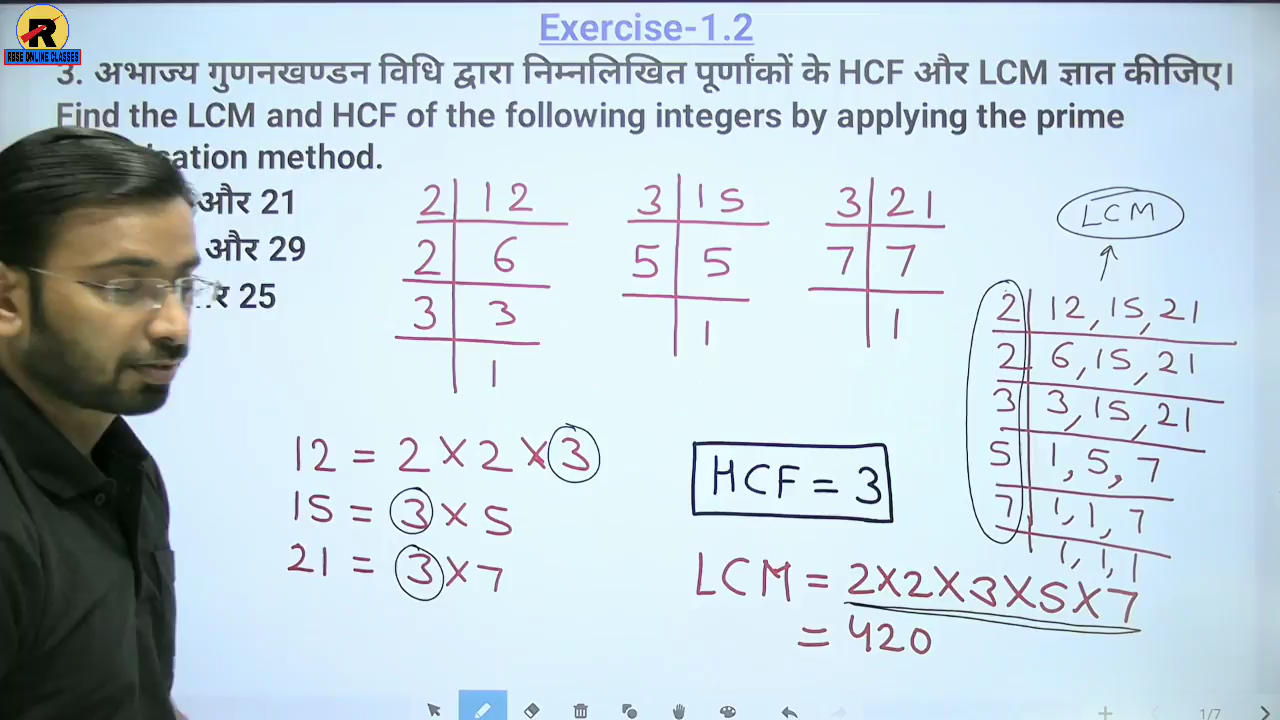 Exercise-1.2
R
RBSE ONLINE CLASSES
3. अभाज्य गुणनखण्डन विधि द्वारा निम्नलिखित पूर्णांकों के HCF और LCM ज्ञात कीजिए।
Find the LCM and HCF of the following integers by applying the prime
method.
और 21
और 29
25
2 | 12
2 | 6
3 | 3
1
3 | 15
5 | 5
1
3 | 21
7 | 7
1
LCM
2 | 12, 15, 21
2 | 6, 15, 21
3 | 3, 15, 21
5 | 1, 5, 7
7 | 1, 1, 7
1, 1, 1
12 = 2 × 2 × 3
15 = 3 × 5
21 = 3 × 7
HCF = 3
LCM = 2×2×3×5×7
= 420
1/7